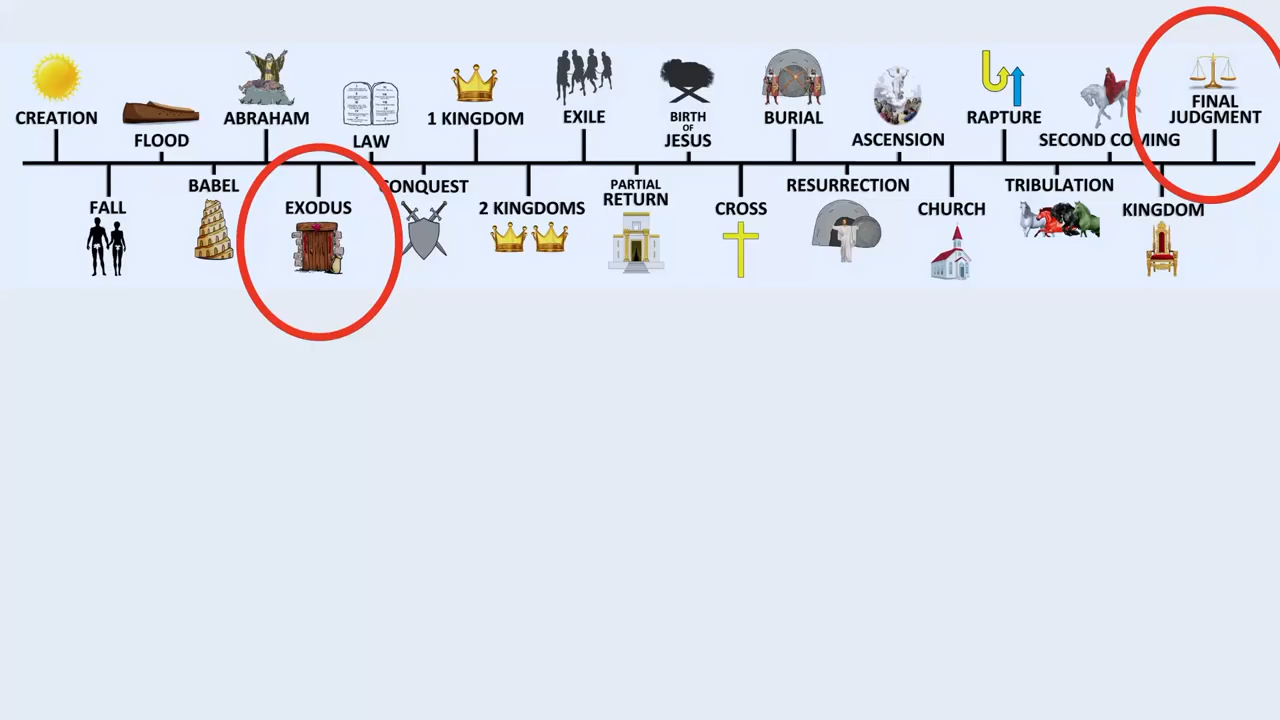 CREATION
FLOOD
ABRAHAM
LAW
1 KINGDOM
EXILE
BIRTH
OF
JESUS
BURIAL
ASCENSION
RAPTURE
SECOND COMING
FINAL
JUDGMENT
FALL
BABEL
EXODUS
CONQUEST
2 KINGDOMS
PARTIAL
RETURN
CROSS
RESURRECTION
CHURCH
TRIBULATION
KINGDOM